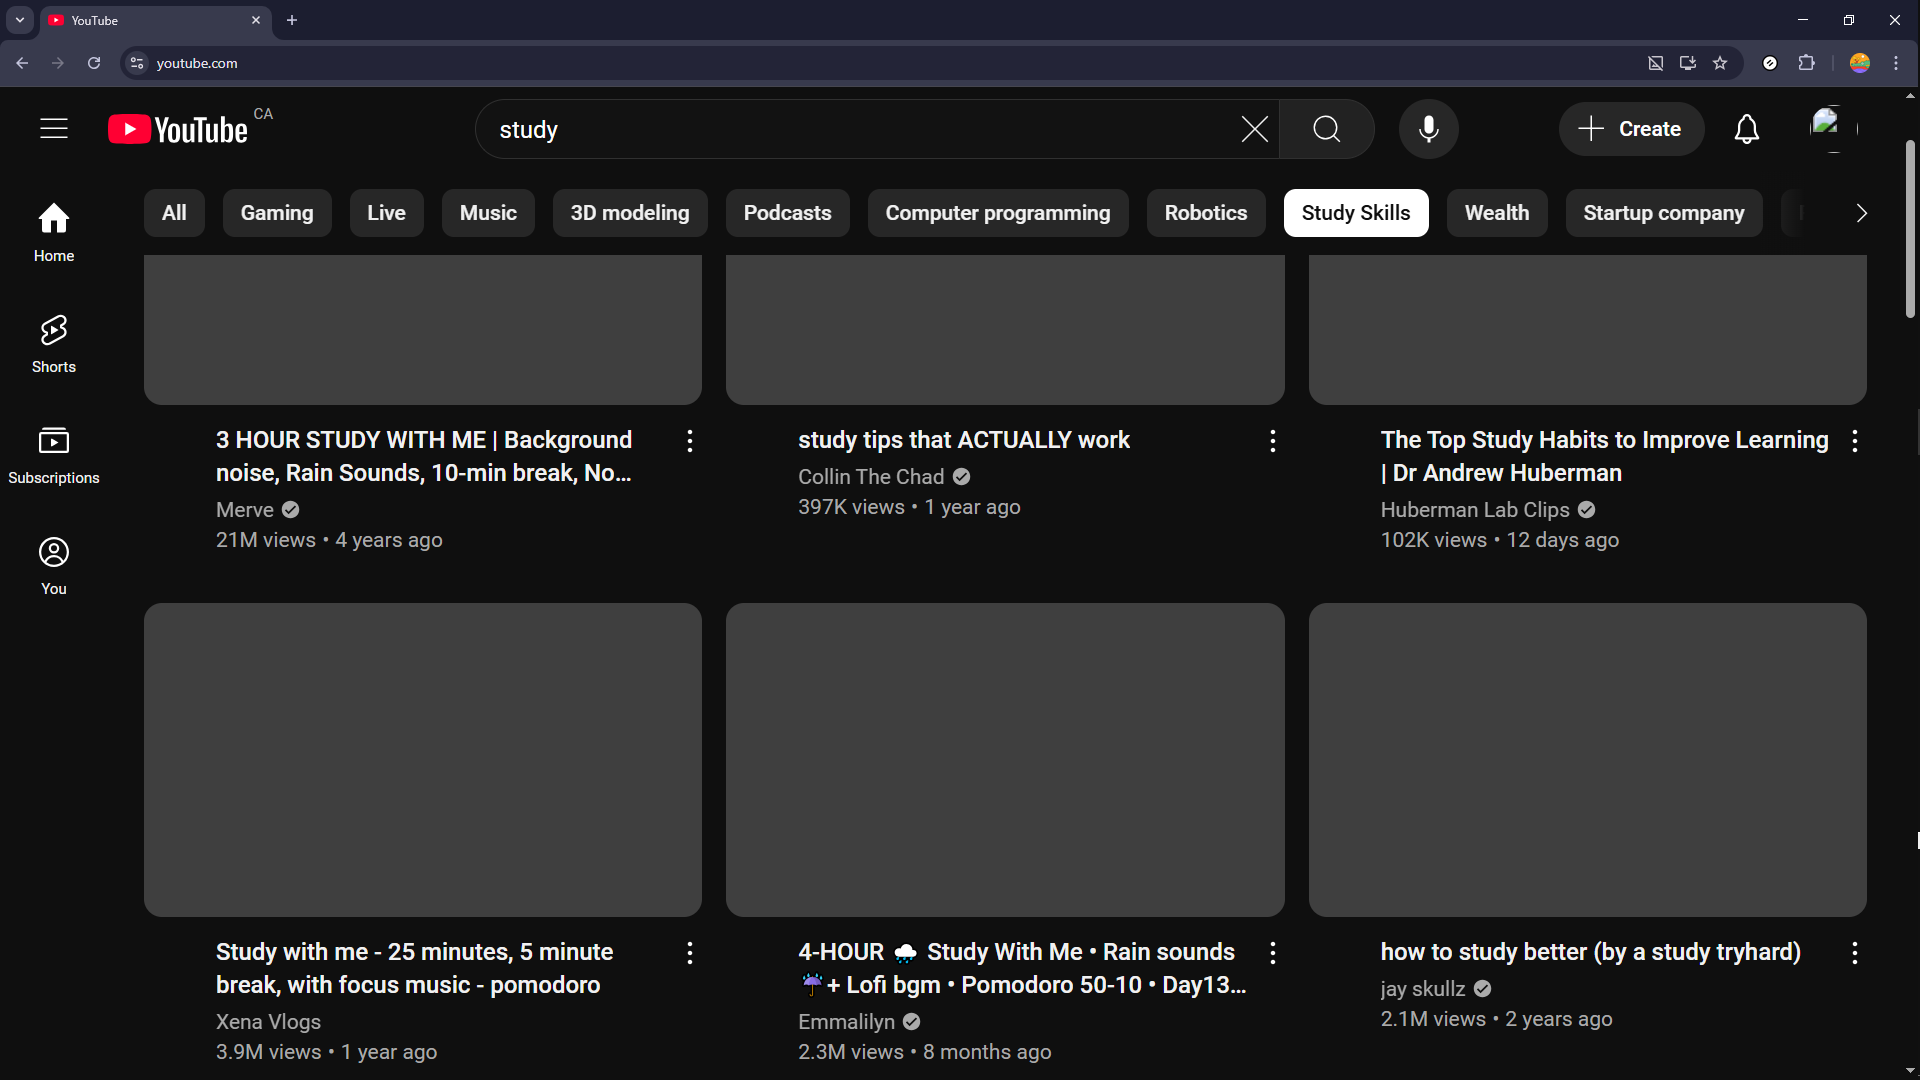 YouTube
youtube.com
YouTube CA
study
Create
All
Gaming
Live
Music
3D modeling
Podcasts
Computer programming
Robotics
Study Skills
Wealth
Startup company
Home
Shorts
Subscriptions
You
3 HOUR STUDY WITH ME | Background
noise, Rain Sounds, 10-min break, No...
Merve
21M views • 4 years ago
study tips that ACTUALLY work
Collin The Chad
397K views • 1 year ago
The Top Study Habits to Improve Learning
| Dr Andrew Huberman
Huberman Lab Clips
102K views • 12 days ago
Study with me - 25 minutes, 5 minute
break, with focus music - pomodoro
Xena Vlogs
3.9M views • 1 year ago
4-HOUR 🌧️ Study With Me • Rain sounds
☔+ Lofi bgm • Pomodoro 50-10 • Day13...
Emmalilyn
2.3M views • 8 months ago
how to study better (by a study tryhard)
jay skullz
2.1M views • 2 years ago